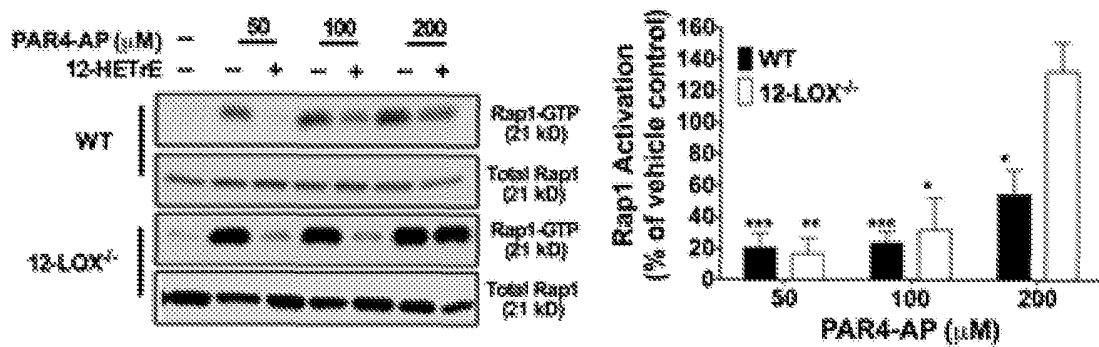 PAR4-AP (µM) – 50 100 200
12-HETrE – – + – + – +
WT
Rap1-GTP
(21 kD)
Total Rap1
(21 kD)
12-LOX-/-
Rap1-GTP
(21 kD)
Total Rap1
(21 kD)
Rap1 Activation
(% of vehicle control)
160
140
120
100
80
60
40
20
0
WT
12-LOX-/-
*** ** *** * *
50 100 200
PAR4-AP (µM)